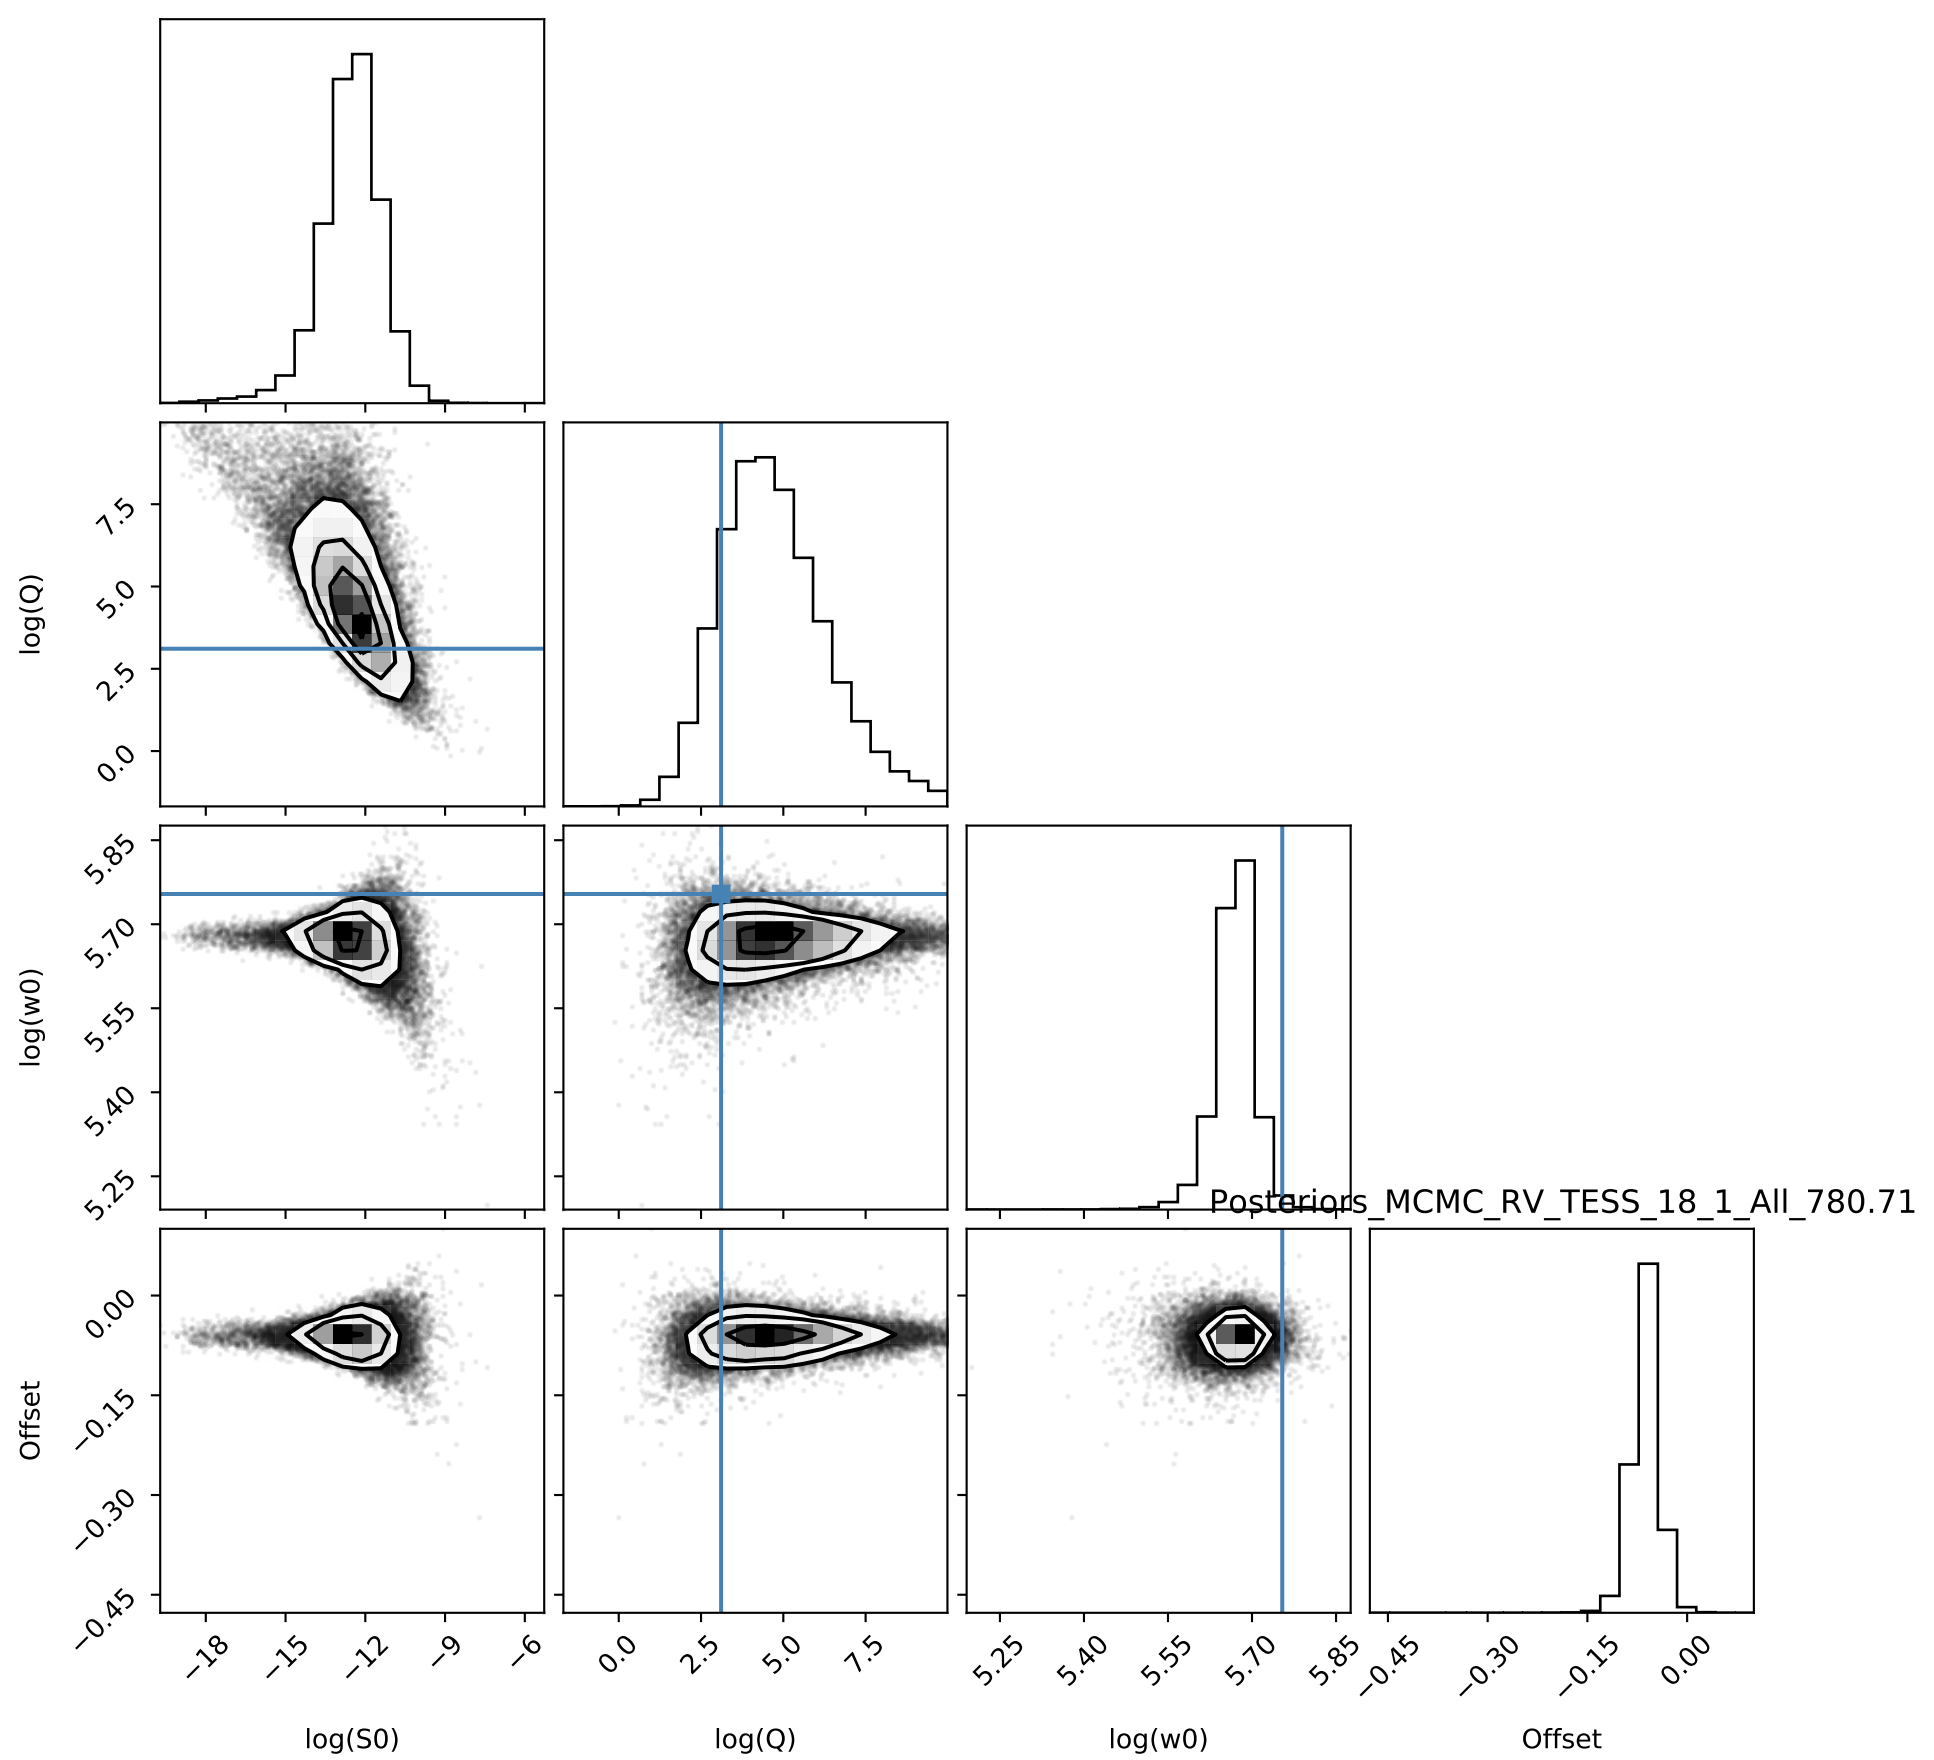 log(Q)
7.5
5.0
2.5
0.0
log(w0)
5.85
5.70
5.55
5.40
5.25
Posteriors_MCMC_RV_TESS_18_1_All_780.71
Offset
0.00
−0.15
−0.30
−0.45
−18 −15 −12 −9 −6 0.0 2.5 5.0 7.5 5.25 5.40 5.55 5.70 5.85 −0.45 −0.30 −0.15 0.00
log(S0) log(Q) log(w0) Offset